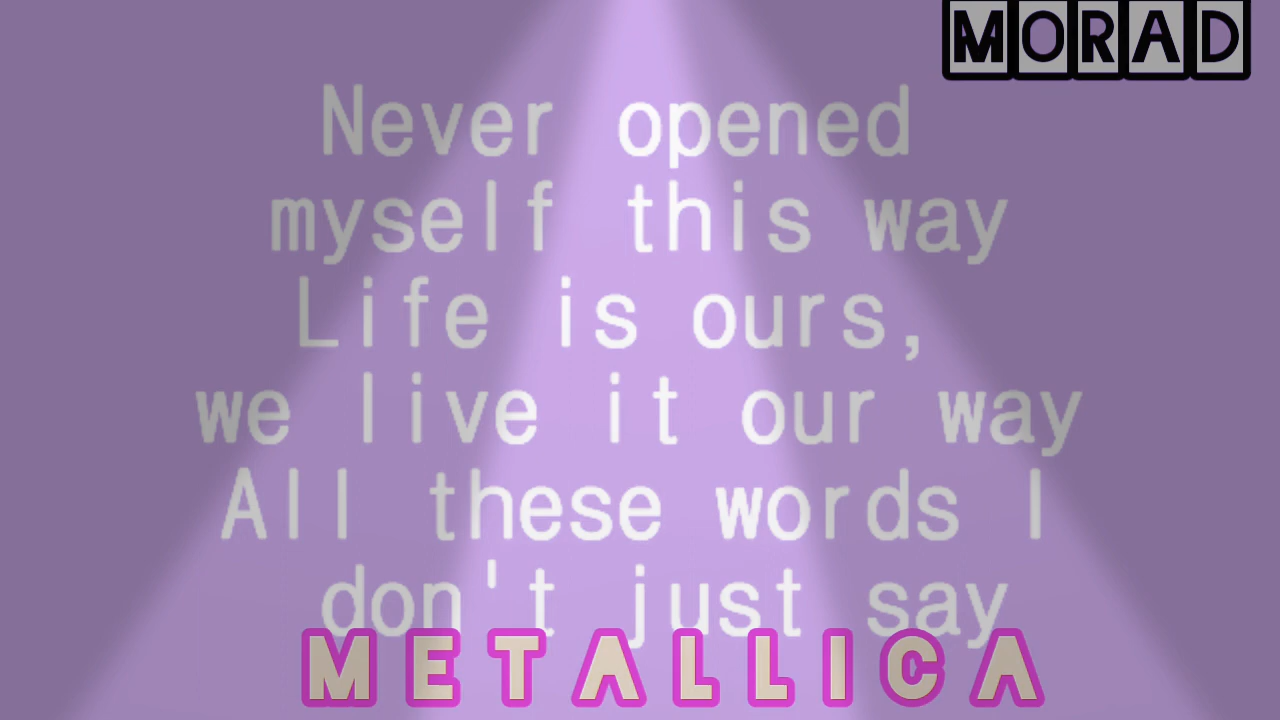 MORAD
Never opened
myself this way
Life is ours,
we live it our way
All these words I
don't just say
METALLICA